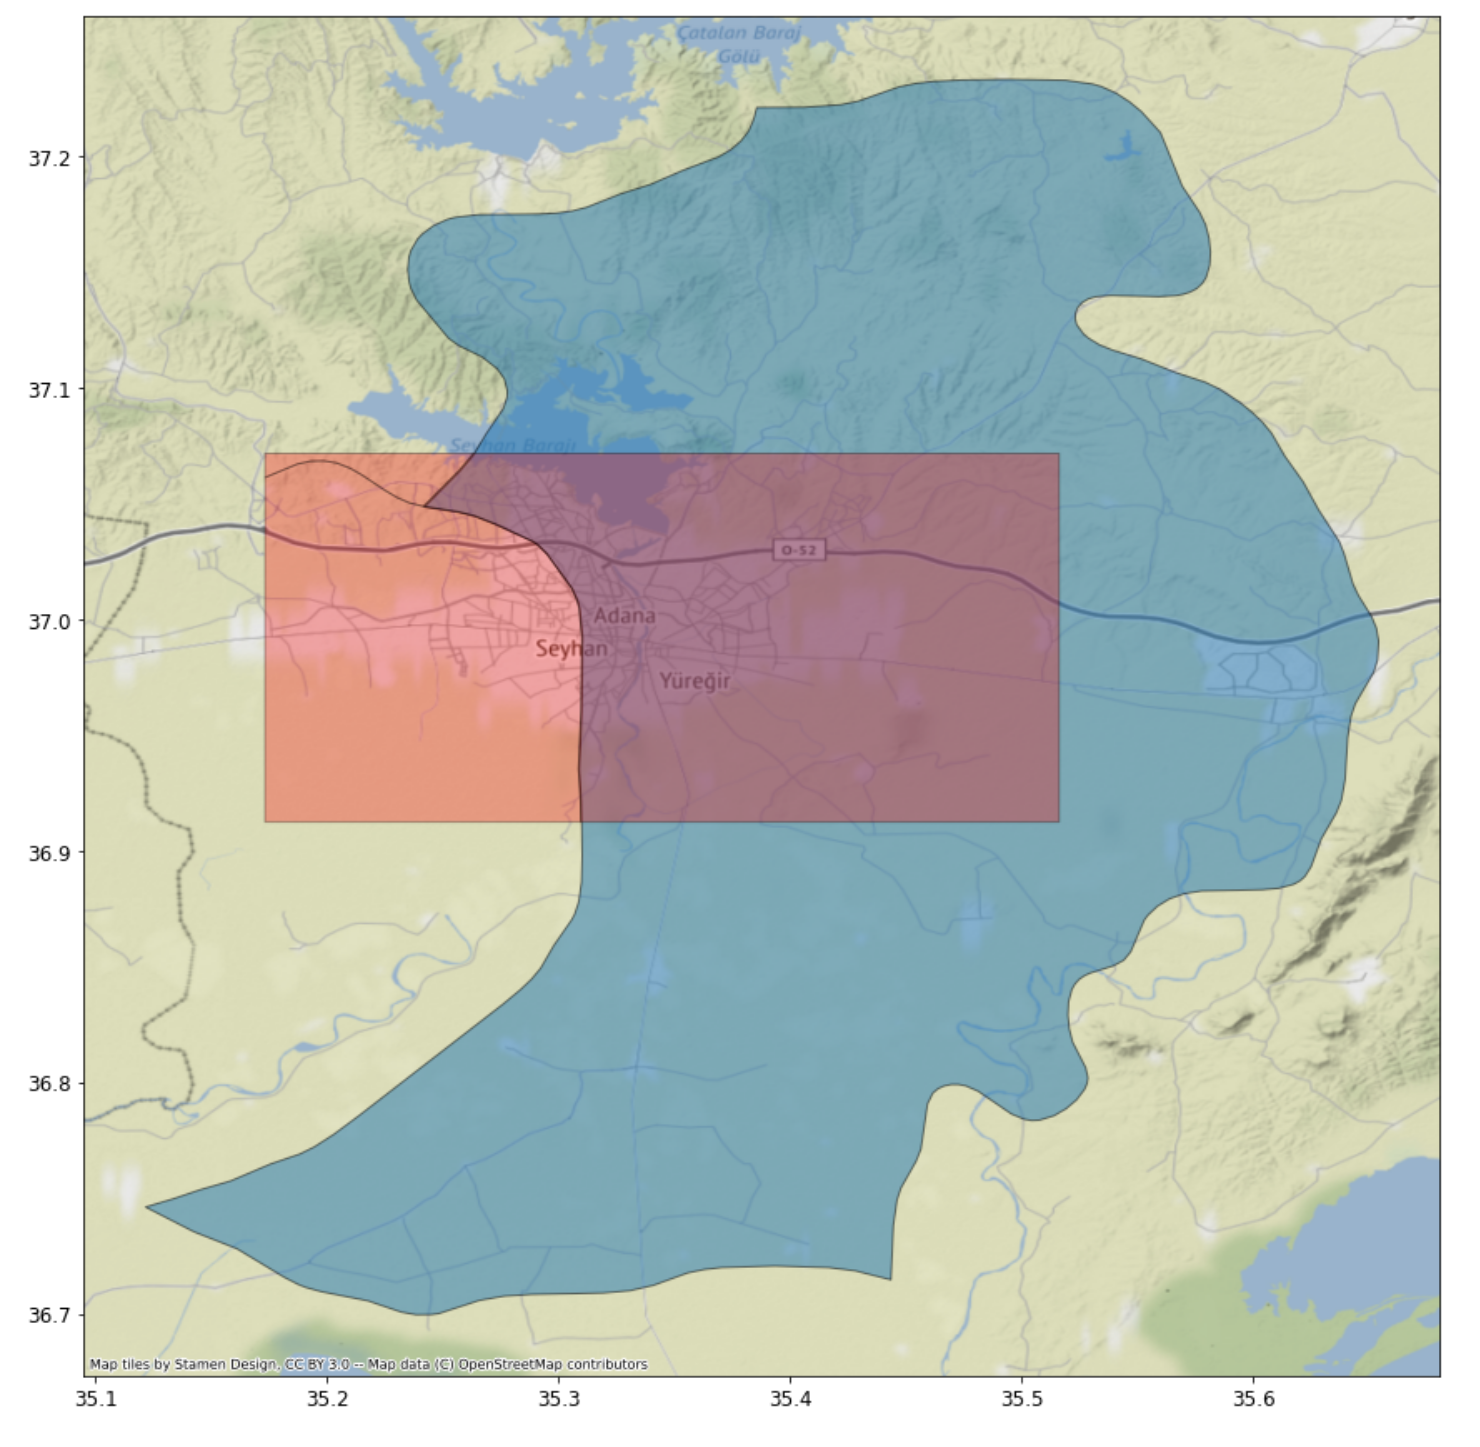 Çatalan Baraj
Gölü
37.2
37.1
Seyhan Barajı
O-52
37.0
Adana
Seyhan
Yüreğir
36.9
36.8
36.7
Map tiles by Stamen Design, CC BY 3.0 -- Map data (C) OpenStreetMap contributors
35.1 35.2 35.3 35.4 35.5 35.6